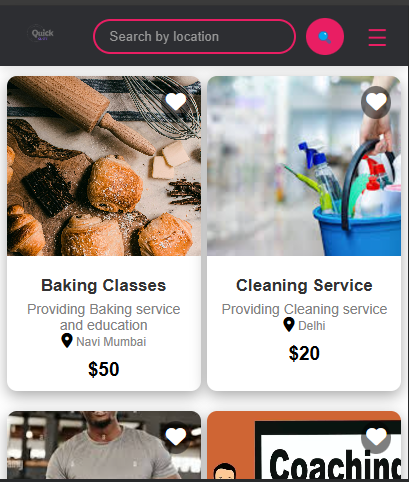 Quick
Search by location
Baking Classes
Providing Baking service
and education
Navi Mumbai
$50
Cleaning Service
Providing Cleaning service
Delhi
$20
Coaching